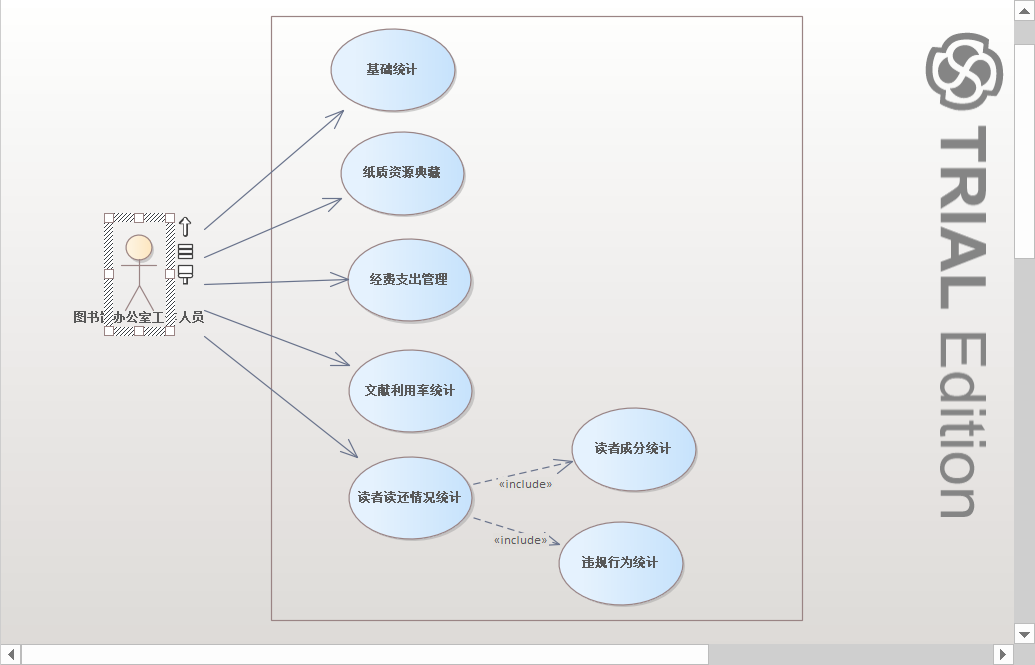 基础统计
纸质资源典藏
经费支出管理
图书 办公室工 人员
文献利用率统计
读者成分统计
«include»
读者读还情况统计
«include»
违规行为统计
TRIAL Edition